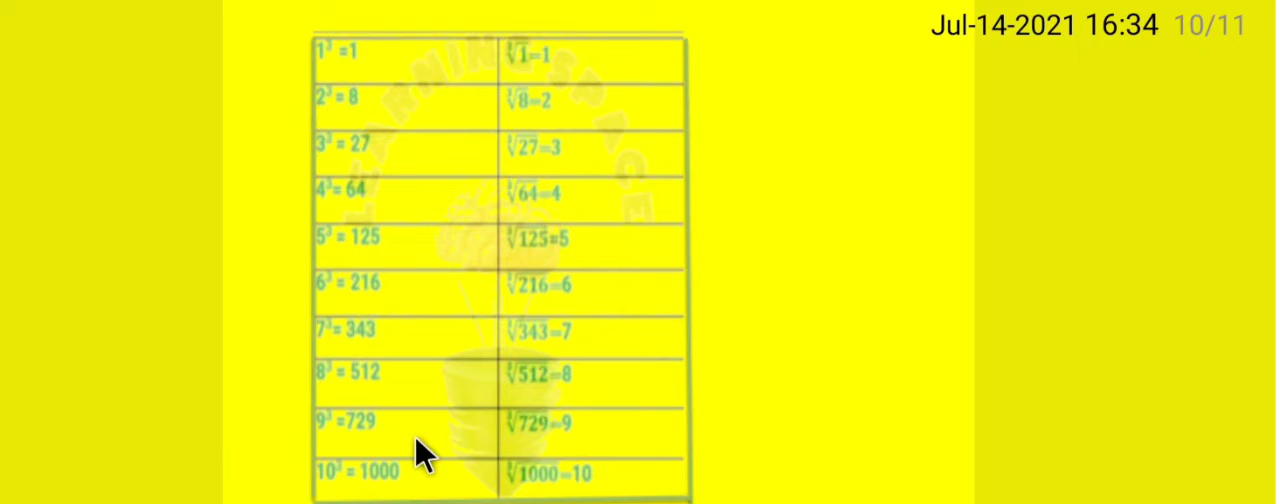 Jul-14-2021 16:34 10/11
LEARNING SPACE
1³ =1 ∛1=1
2³ = 8 ∛8=2
3³ = 27 ∛27=3
4³= 64 ∛64=4
5³ = 125 ∛125=5
6³ = 216 ∛216=6
7³= 343 ∛343=7
8³ = 512 ∛512=8
9³ =729 ∛729=9
10³ = 1000 ∛1000=10